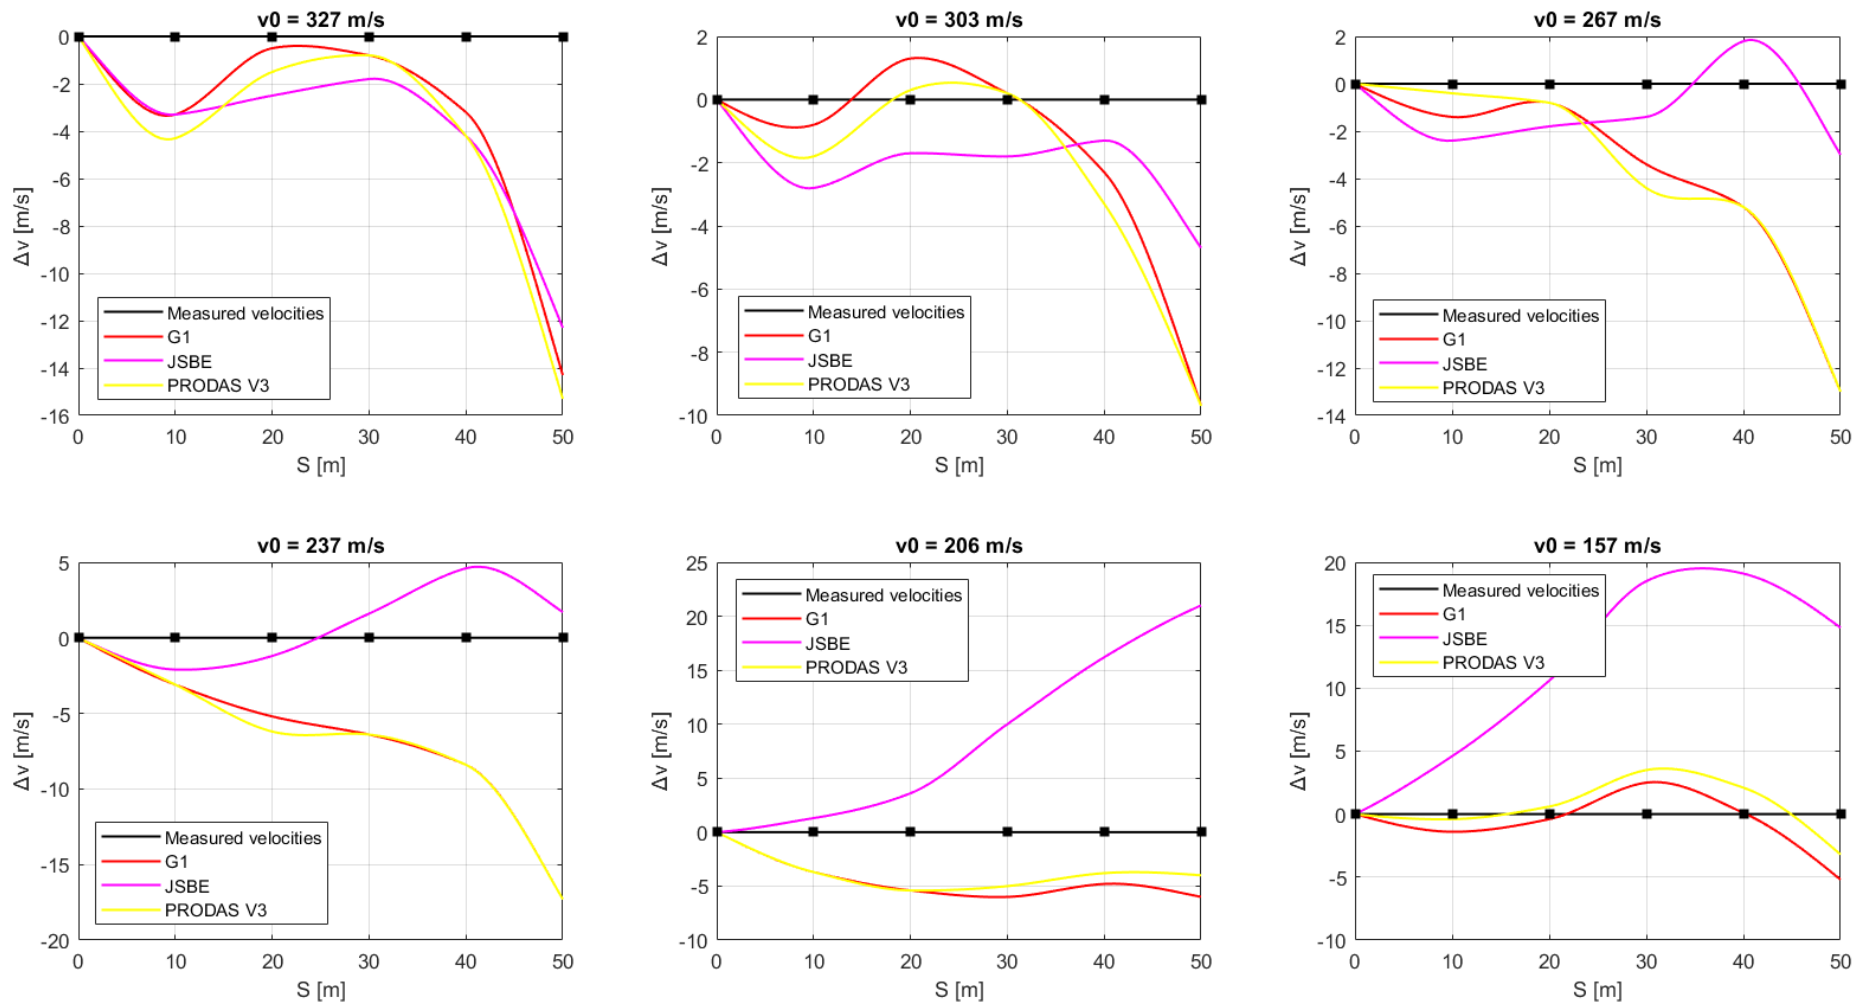 v0 = 327 m/s
0
-2
-4
-6
-8
-10
-12
-14
-16
Δv [m/s]
Measured velocities
G1
JSBE
PRODAS V3
0 10 20 30 40 50
S [m]
v0 = 303 m/s
2
0
-2
-4
-6
-8
-10
Δv [m/s]
Measured velocities
G1
JSBE
PRODAS V3
0 10 20 30 40 50
S [m]
v0 = 267 m/s
2
0
-2
-4
-6
-8
-10
-12
-14
Δv [m/s]
Measured velocities
G1
JSBE
PRODAS V3
0 10 20 30 40 50
S [m]
v0 = 237 m/s
5
0
-5
-10
-15
-20
Δv [m/s]
Measured velocities
G1
JSBE
PRODAS V3
0 10 20 30 40 50
S [m]
v0 = 206 m/s
25
20
15
10
5
0
-5
-10
Δv [m/s]
Measured velocities
G1
JSBE
PRODAS V3
0 10 20 30 40 50
S [m]
v0 = 157 m/s
20
15
10
5
0
-5
-10
Δv [m/s]
Measured velocities
G1
JSBE
PRODAS V3
0 10 20 30 40 50
S [m]